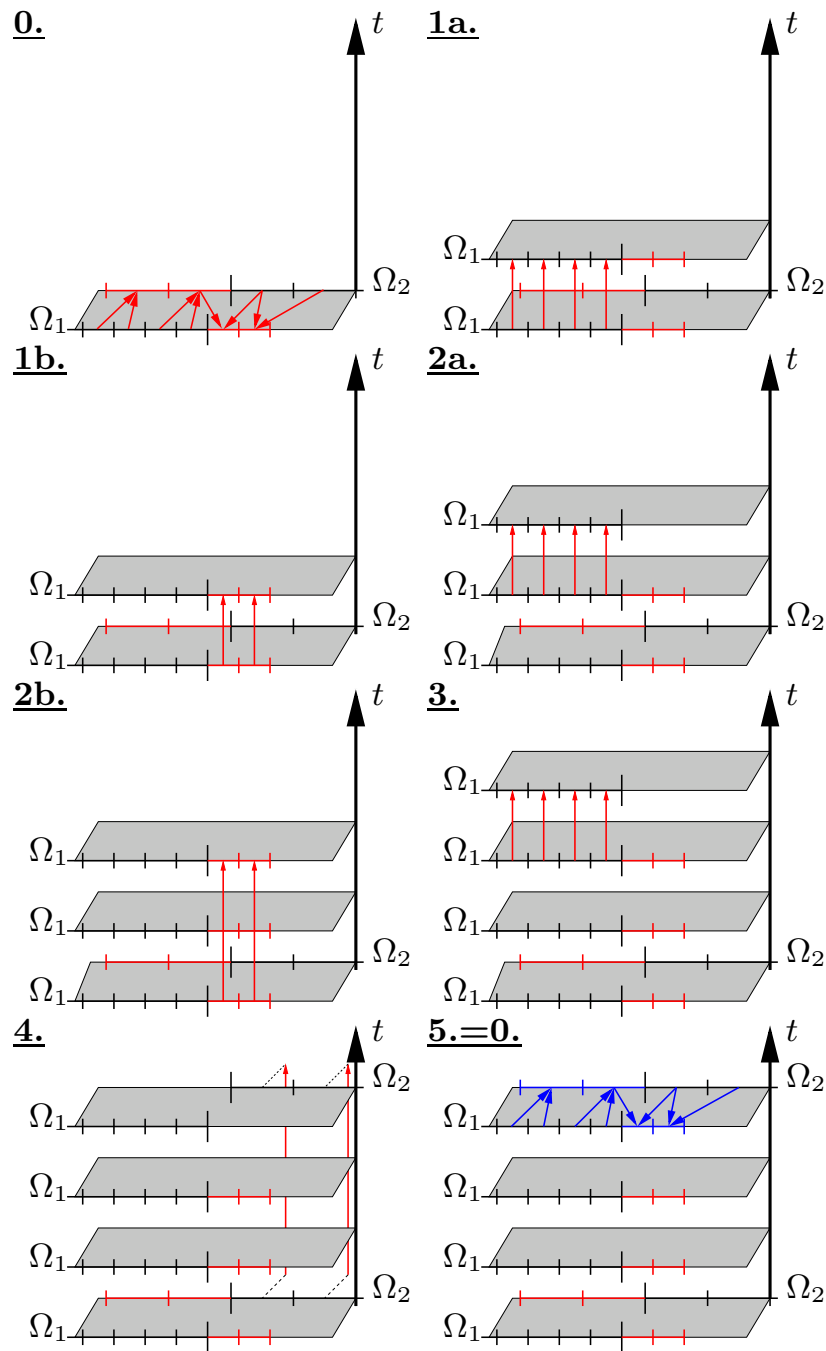 0. t 1a. t
Ω₂ Ω₁ Ω₂
Ω₁ Ω₁
1b. t 2a. t
Ω₁
Ω₁ Ω₂ Ω₁ Ω₂
Ω₁ Ω₁
2b. t 3. t
Ω₁
Ω₁ Ω₁
Ω₁ Ω₂ Ω₁ Ω₂
Ω₁ Ω₁
4. t 5.=0. t
Ω₂ Ω₂
Ω₁ Ω₁
Ω₁ Ω₁
Ω₁ Ω₂ Ω₁ Ω₂
Ω₁ Ω₁